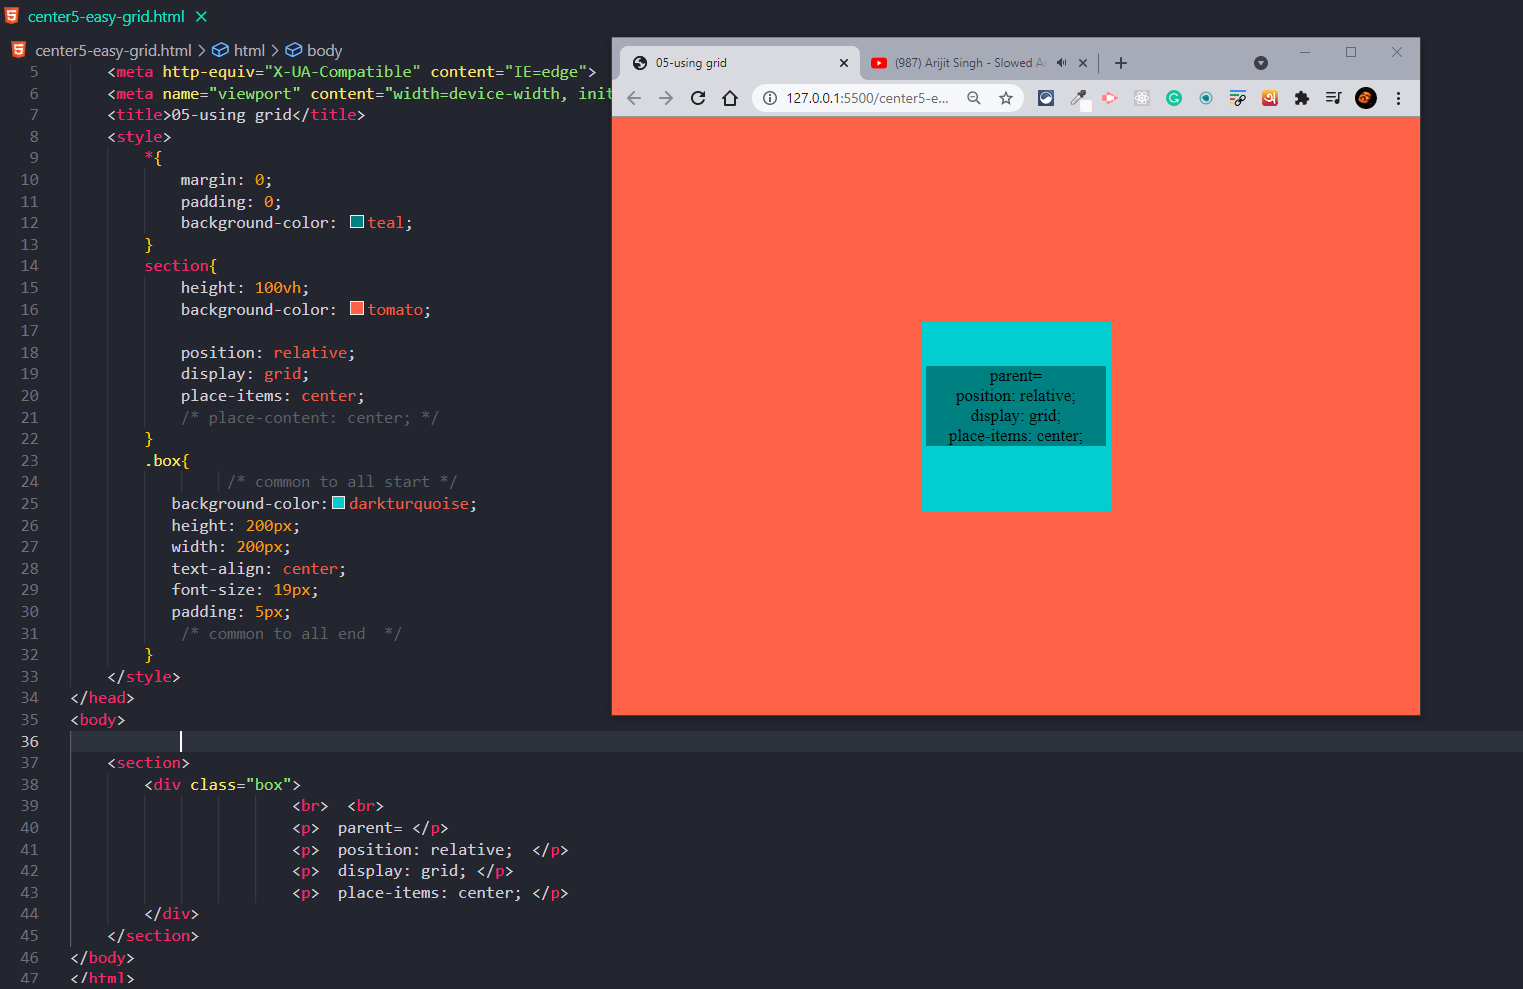 center5-easy-grid.html
center5-easy-grid.html > html > body
5 <meta http-equiv="X-UA-Compatible" content="IE=edge">
6 <meta name="viewport" content="width=device-width, init
7 <title>05-using grid</title>
8 <style>
9 *{
10 margin: 0;
11 padding: 0;
12 background-color: teal;
13 }
14 section{
15 height: 100vh;
16 background-color: tomato;
17
18 position: relative;
19 display: grid;
20 place-items: center;
21 /* place-content: center; */
22 }
23 .box{
24 /* common to all start */
25 background-color: darkturquoise;
26 height: 200px;
27 width: 200px;
28 text-align: center;
29 font-size: 19px;
30 padding: 5px;
31 /* common to all end  */
32 }
33 </style>
34 </head>
35 <body>
36
37 <section>
38 <div class="box">
39 <br>  <br>
40 <p>  parent= </p>
41 <p>  position: relative;  </p>
42 <p>  display: grid; </p>
43 <p>  place-items: center; </p>
44 </div>
45 </section>
46 </body>
47 </html>
05-using grid
(987) Arijit Singh - Slowed A
127.0.0.1:5500/center5-e...
parent=
position: relative;
display: grid;
place-items: center;